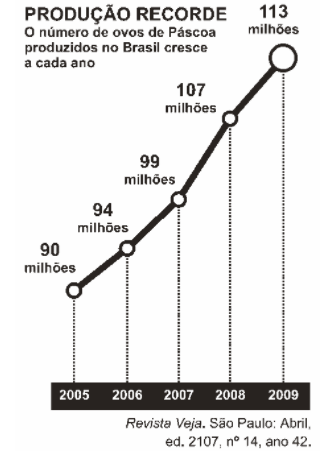 PRODUÇÃO RECORDE
O número de ovos de Páscoa
produzidos no Brasil cresce
a cada ano
113
milhões
107
milhões
99
milhões
94
milhões
90
milhões
2005 2006 2007 2008 2009
Revista Veja. São Paulo: Abril,
ed. 2107, nº 14, ano 42.